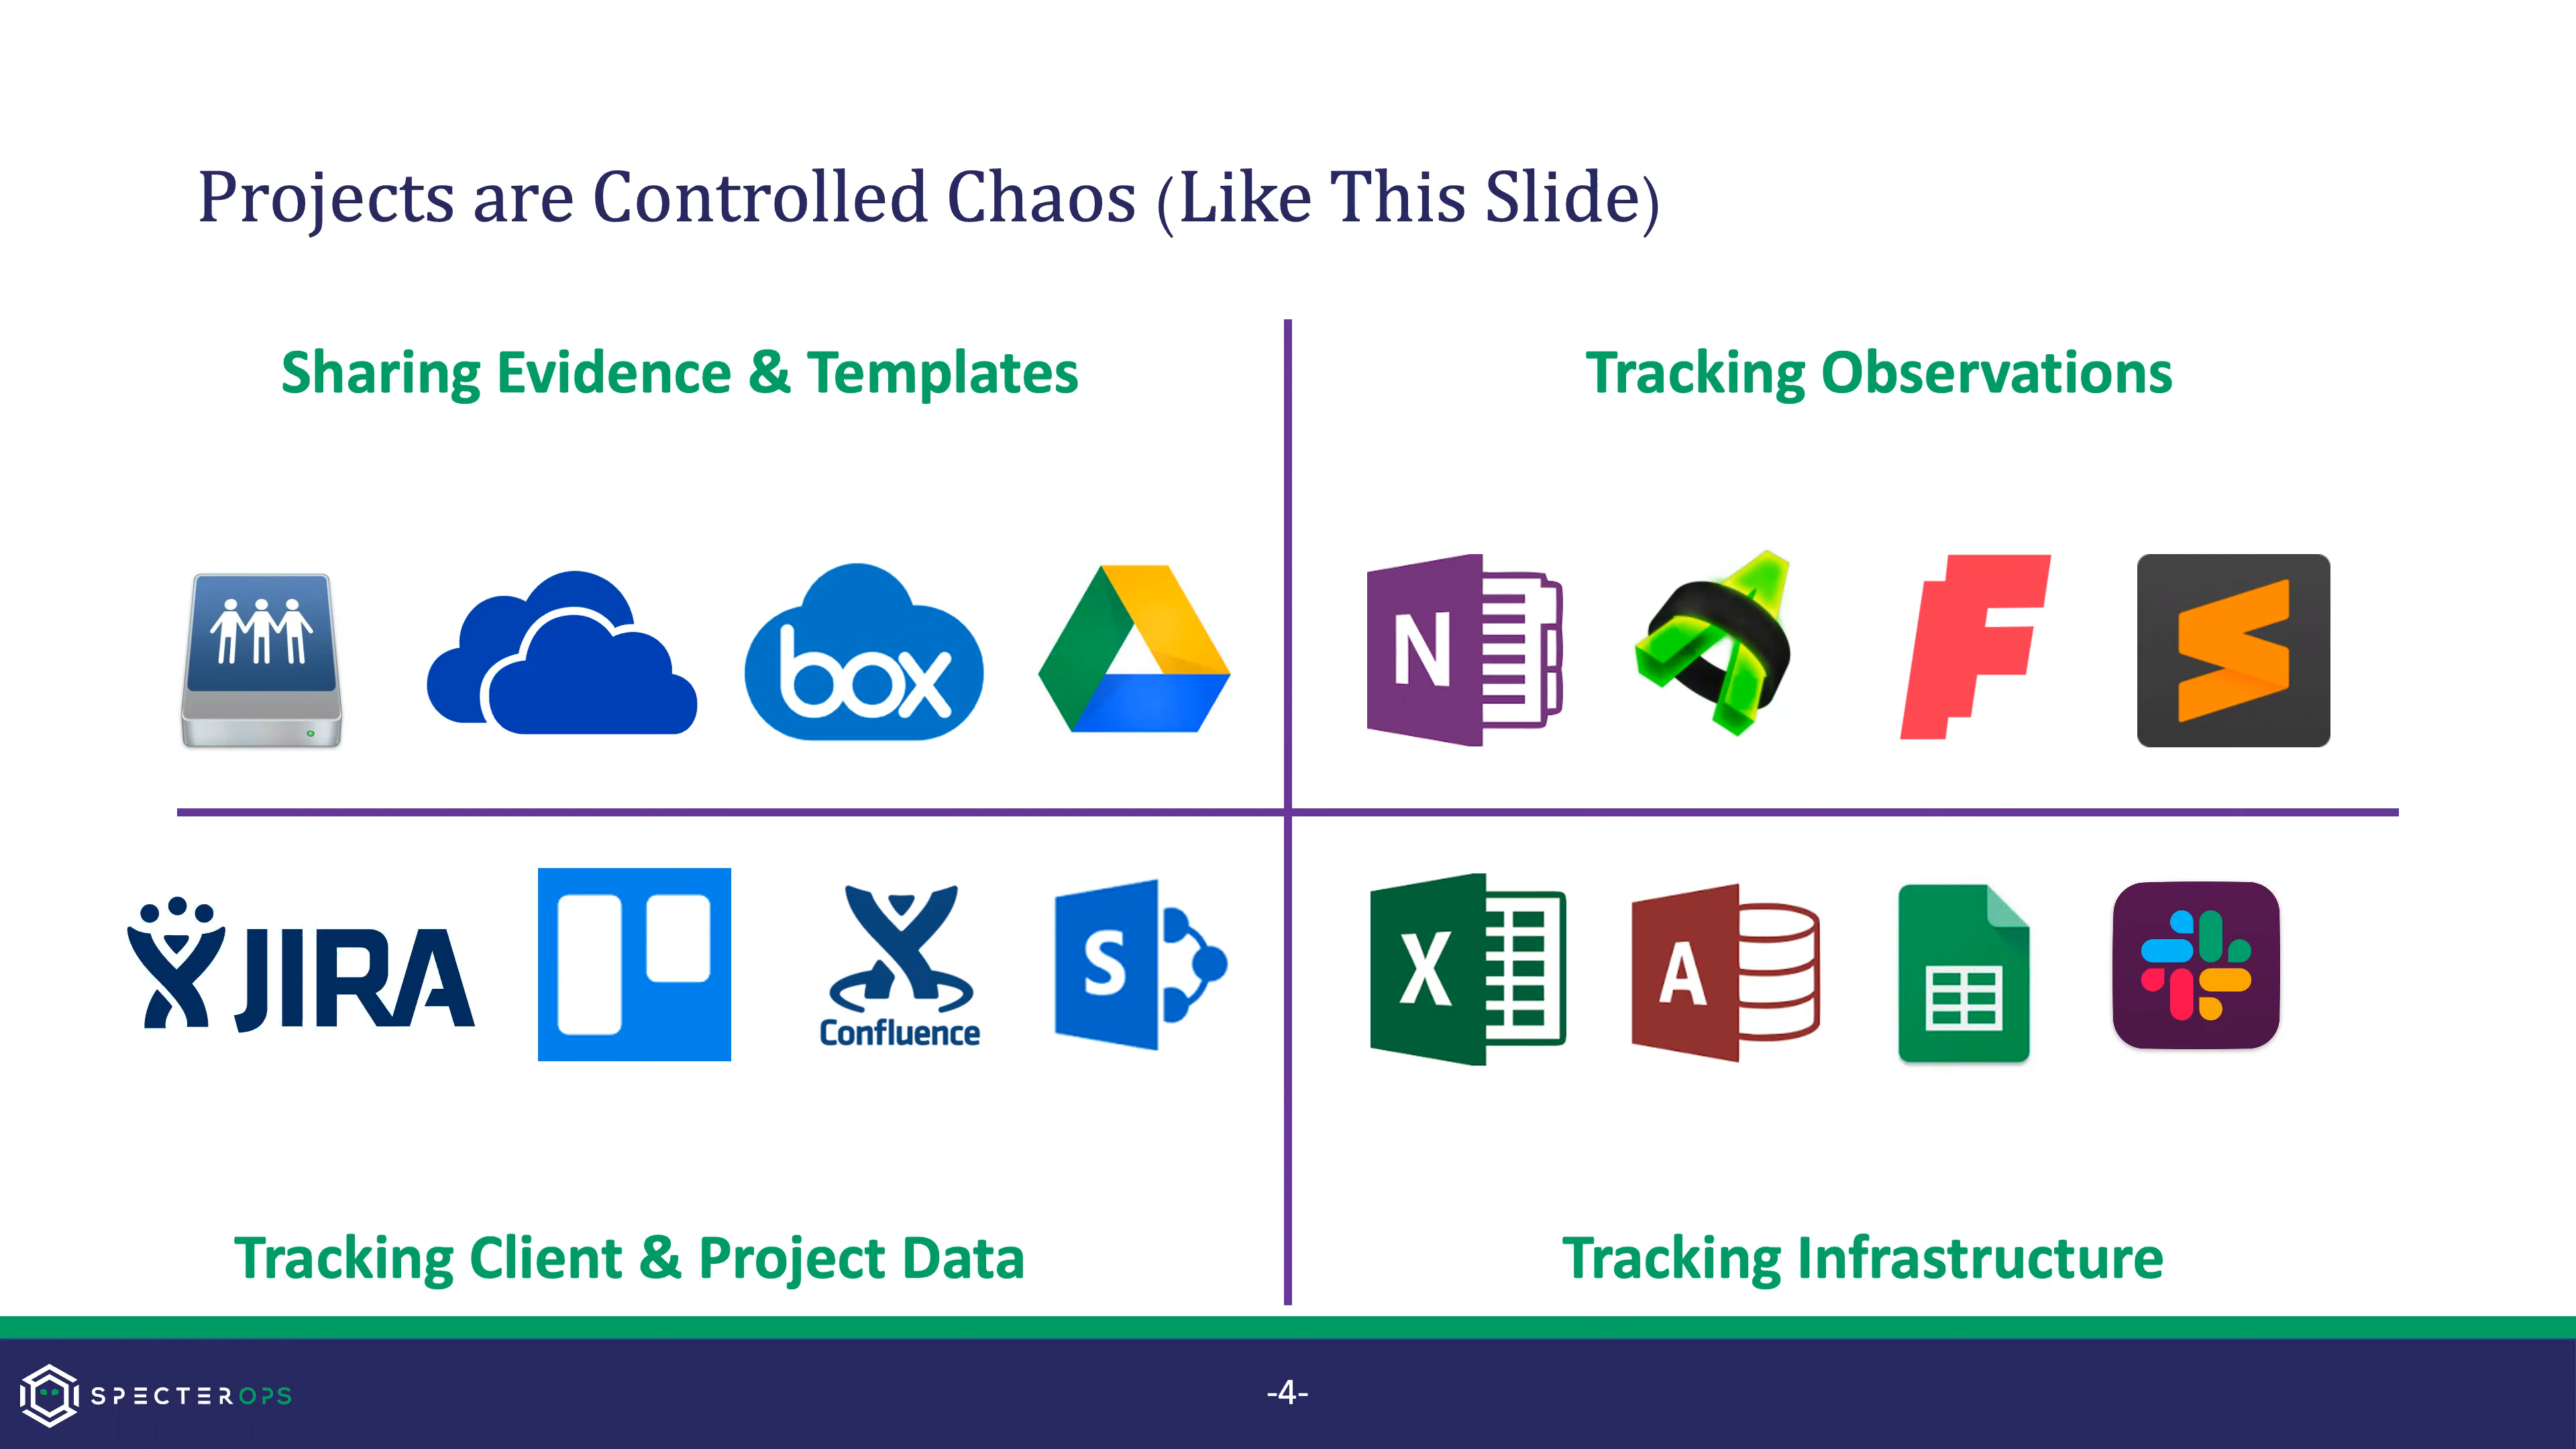 Projects are Controlled Chaos (Like This Slide)
Sharing Evidence & Templates
Tracking Observations
box
N
JIRA
Confluence
S
X
A
Tracking Client & Project Data
Tracking Infrastructure
SPECTEROPS
-4-